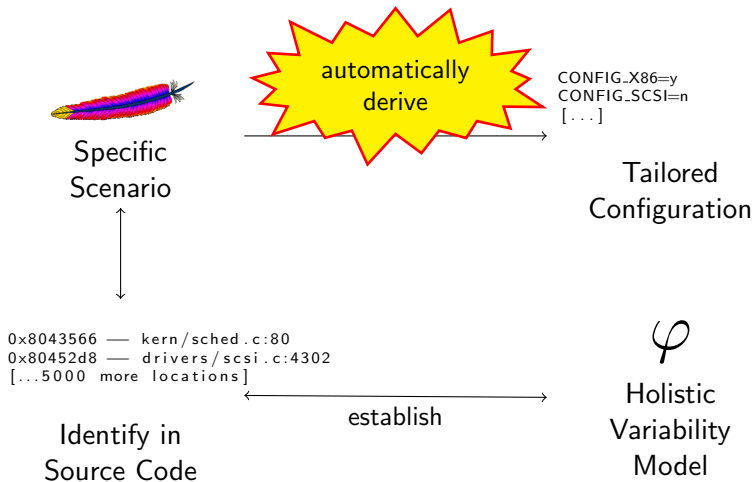 automatically
derive
CONFIG_X86=y
CONFIG_SCSI=n
[...]
Specific
Scenario
Tailored
Configuration
0x8043566 — kern/sched.c:80
0x80452d8 — drivers/scsi.c:4302
[...5000 more locations]
establish
φ
Identify in
Source Code
Holistic
Variability
Model